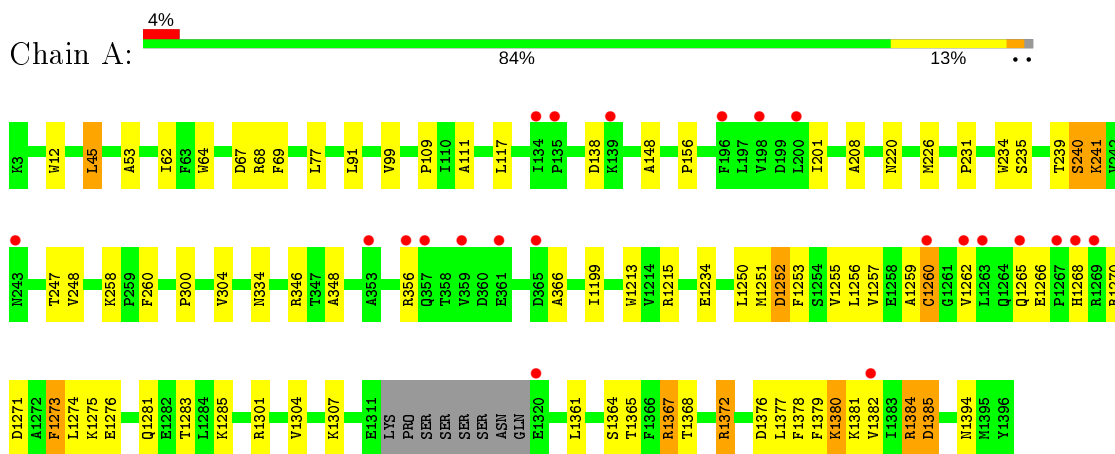 4%
Chain A:
84% 13% • •
K3 W12 L45 A53 I62 F63 W64 D67 R68 F69 L77 L91 V99 P109 I110 A111 L117 I134 P135 D138 K139 A148 P156 F196 L197 V198 D199 L200 I201 A208 N220 M226 P231 W234 S235 T239 S240 K241 V242
N243 T247 V248 K258 P259 F260 P300 V304 N334 R346 T347 A348 A353 R356 Q357 T358 V359 D360 E361 D365 A366 I1199 W1213 V1214 R1215 E1234 L1250 M1251 D1252 F1253 S1254 V1255 L1256 V1257 E1258 A1259 C1260 G1261 V1262 L1263 Q1264 Q1265 E1266 P1267 H1268 R1269 R1270
D1271 A1272 F1273 L1274 K1275 E1276 Q1281 E1282 T1283 L1284 K1285 R1301 V1304 K1307 E1311 LYS PRO SER SER SER SER ASN GLN E1320 L1361 S1364 T1365 F1366 R1367 T1368 R1372 D1376 L1377 F1378 F1379 K1380 K1381 V1382 I1383 R1384 D1385 N1394 M1395 Y1396